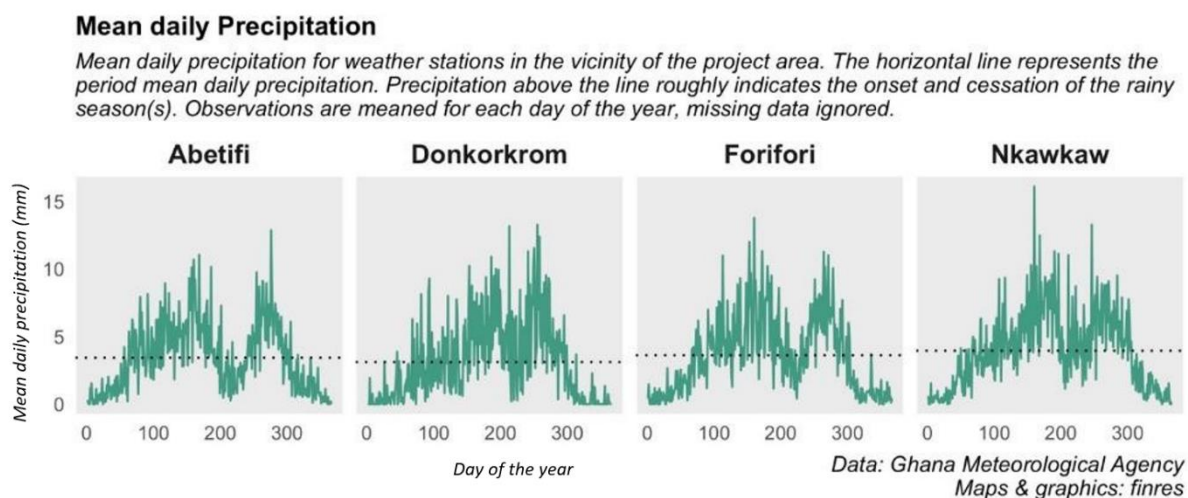 Mean daily Precipitation
Mean daily precipitation for weather stations in the vicinity of the project area. The horizontal line represents the
period mean daily precipitation. Precipitation above the line roughly indicates the onset and cessation of the rainy
season(s). Observations are meaned for each day of the year, missing data ignored.
Abetifi Donkorkrom Forifori Nkawkaw
Mean daily precipitation (mm)
15
10
5
0
0 100 200 300 0 100 200 300 0 100 200 300 0 100 200 300
Day of the year
Data: Ghana Meteorological Agency
Maps & graphics: finres